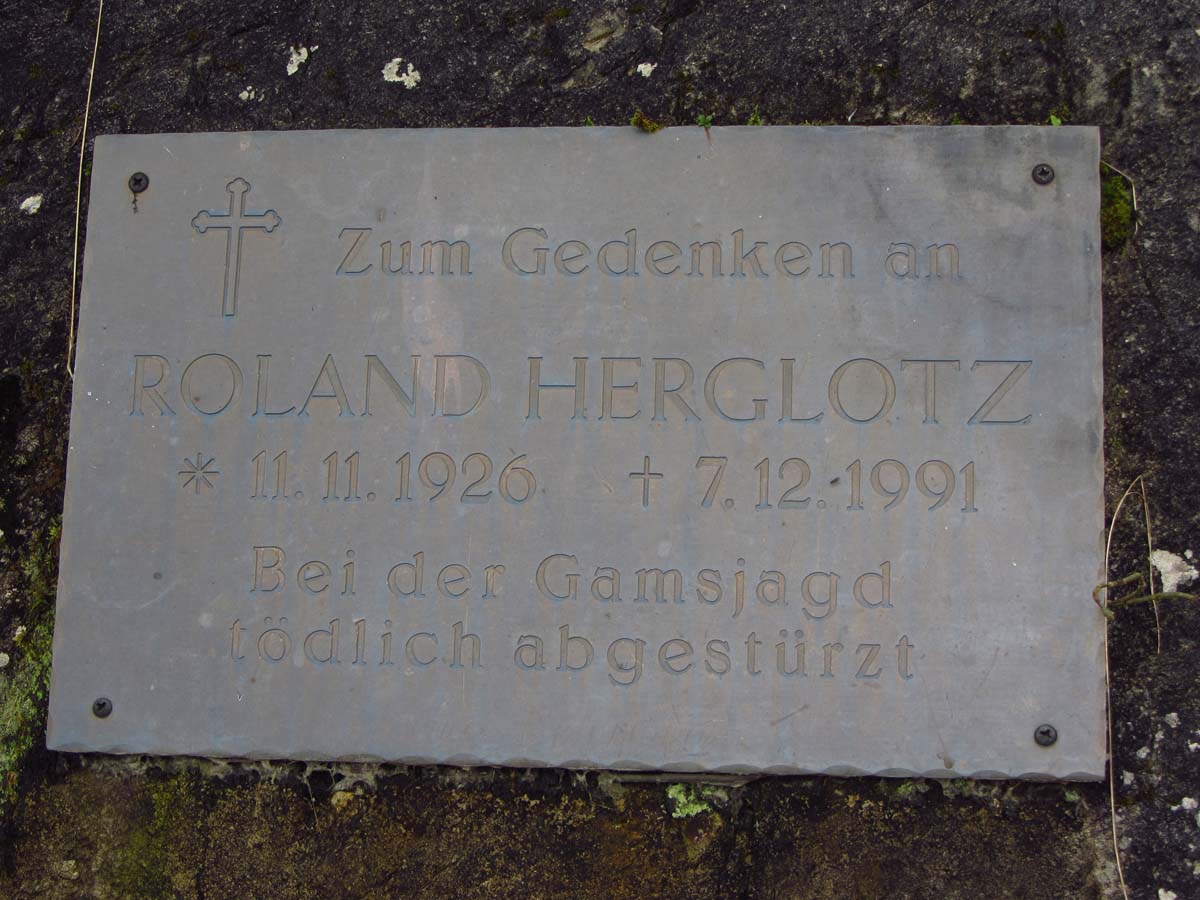 Zum Gedenken an
ROLAND HERGLOTZ
* 11. 11. 1926 † 7. 12. 1991
Bei der Gamsjagd
tödlich abgestürzt